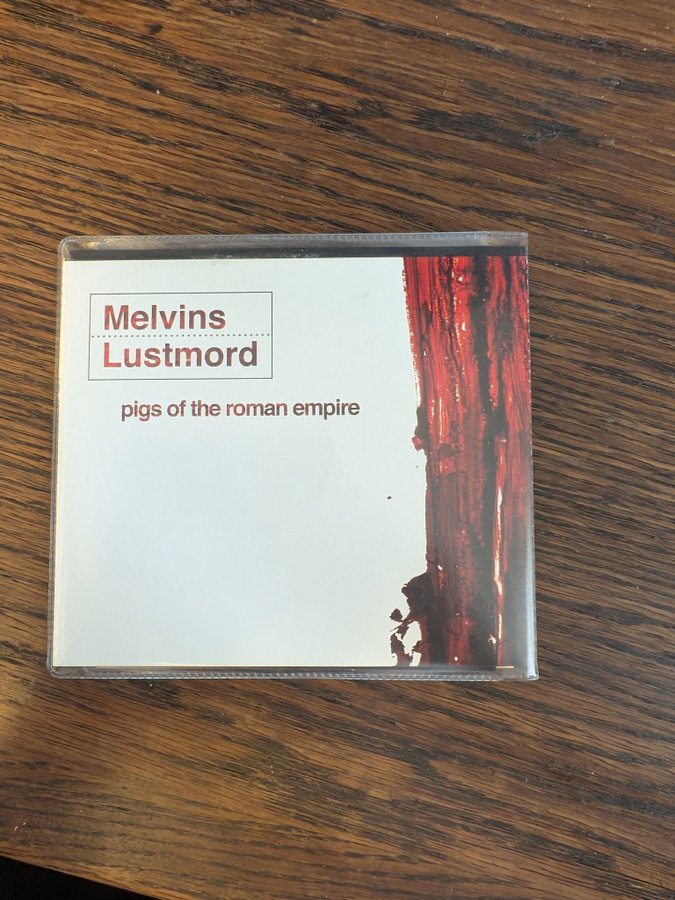 Melvins
Lustmord
pigs of the roman empire